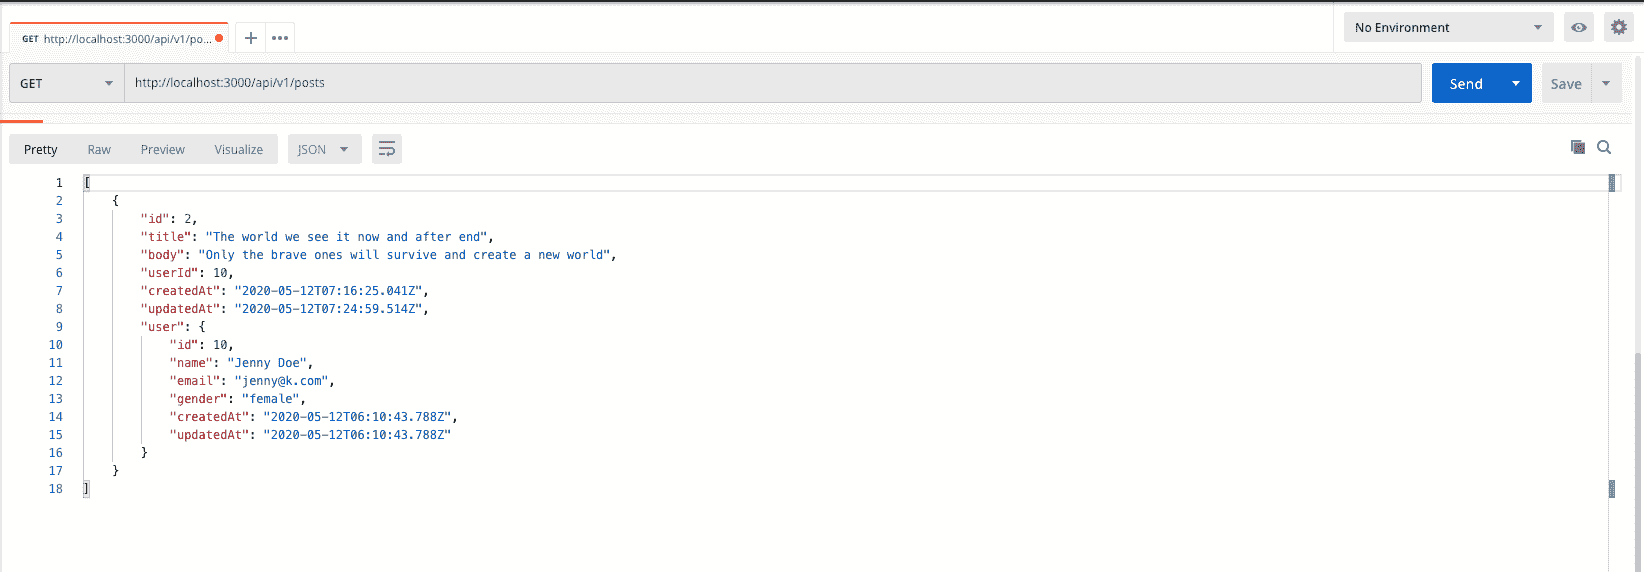 GET http://localhost:3000/api/v1/po...
No Environment
GET http://localhost:3000/api/v1/posts Send Save
Pretty Raw Preview Visualize JSON
1 [
2 {
3 "id": 2,
4 "title": "The world we see it now and after end",
5 "body": "Only the brave ones will survive and create a new world",
6 "userId": 10,
7 "createdAt": "2020-05-12T07:16:25.041Z",
8 "updatedAt": "2020-05-12T07:24:59.514Z",
9 "user": {
10 "id": 10,
11 "name": "Jenny Doe",
12 "email": "jenny@k.com",
13 "gender": "female",
14 "createdAt": "2020-05-12T06:10:43.788Z",
15 "updatedAt": "2020-05-12T06:10:43.788Z"
16 }
17 }
18 ]